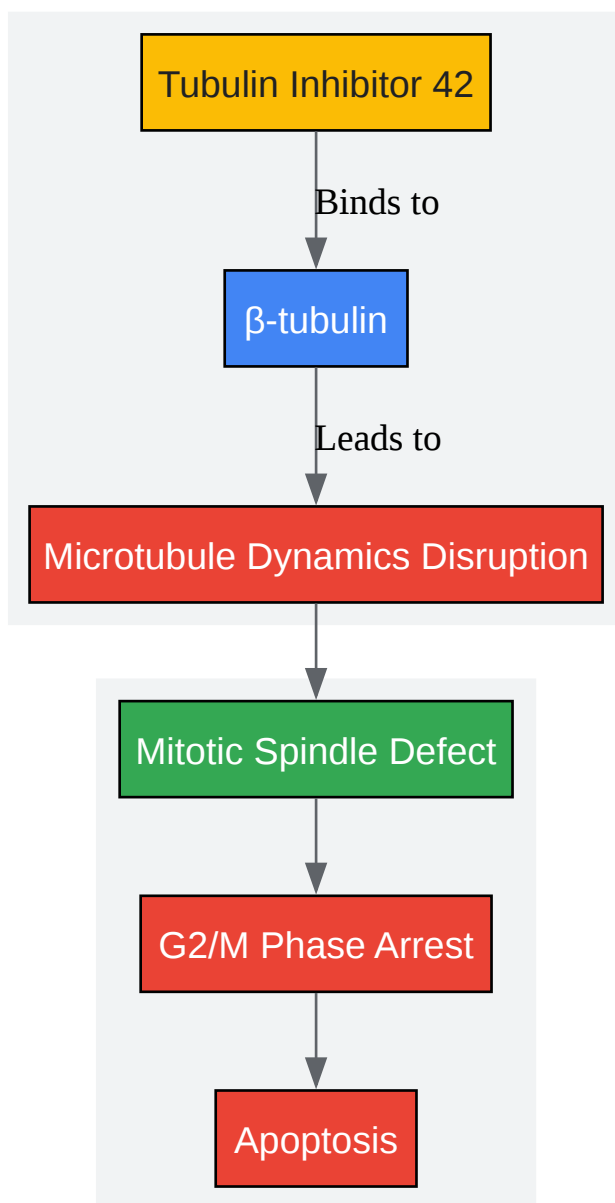 Tubulin Inhibitor 42
Binds to
β-tubulin
Leads to
Microtubule Dynamics Disruption
Mitotic Spindle Defect
G2/M Phase Arrest
Apoptosis